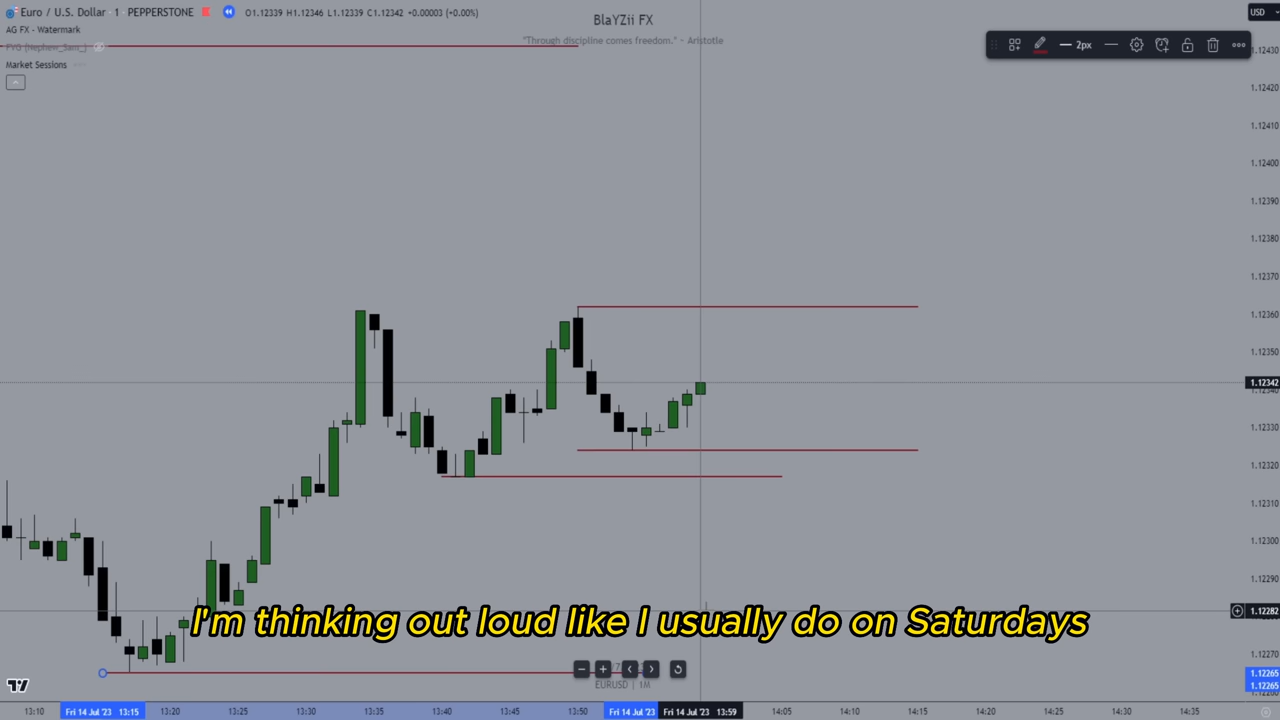 Euro / U.S. Dollar · 1 · PEPPERSTONE O1.12339 H1.12346 L1.12339 C1.12342 +0.00003 (+0.00%)
AG FX - Watermark
FVG (Nephew_Sam_)
Market Sessions
BlaYZii FX
"Through discipline comes freedom." ~ Aristotle
2px
USD
1.12430
1.12420
1.12410
1.12400
1.12390
1.12380
1.12370
1.12360
1.12350
1.12342
1.12330
1.12320
1.12310
1.12300
1.12290
1.12282
1.12270
1.12265
1.12265
I'm thinking out loud like I usually do on Saturdays
EURUSD | 1M
13:10 Fri 14 Jul '23 13:15 13:20 13:25 13:30 13:35 13:40 13:45 13:50 Fri 14 Jul '23 Fri 14 Jul '23 13:59 14:05 14:10 14:15 14:20 14:25 14:30 14:35